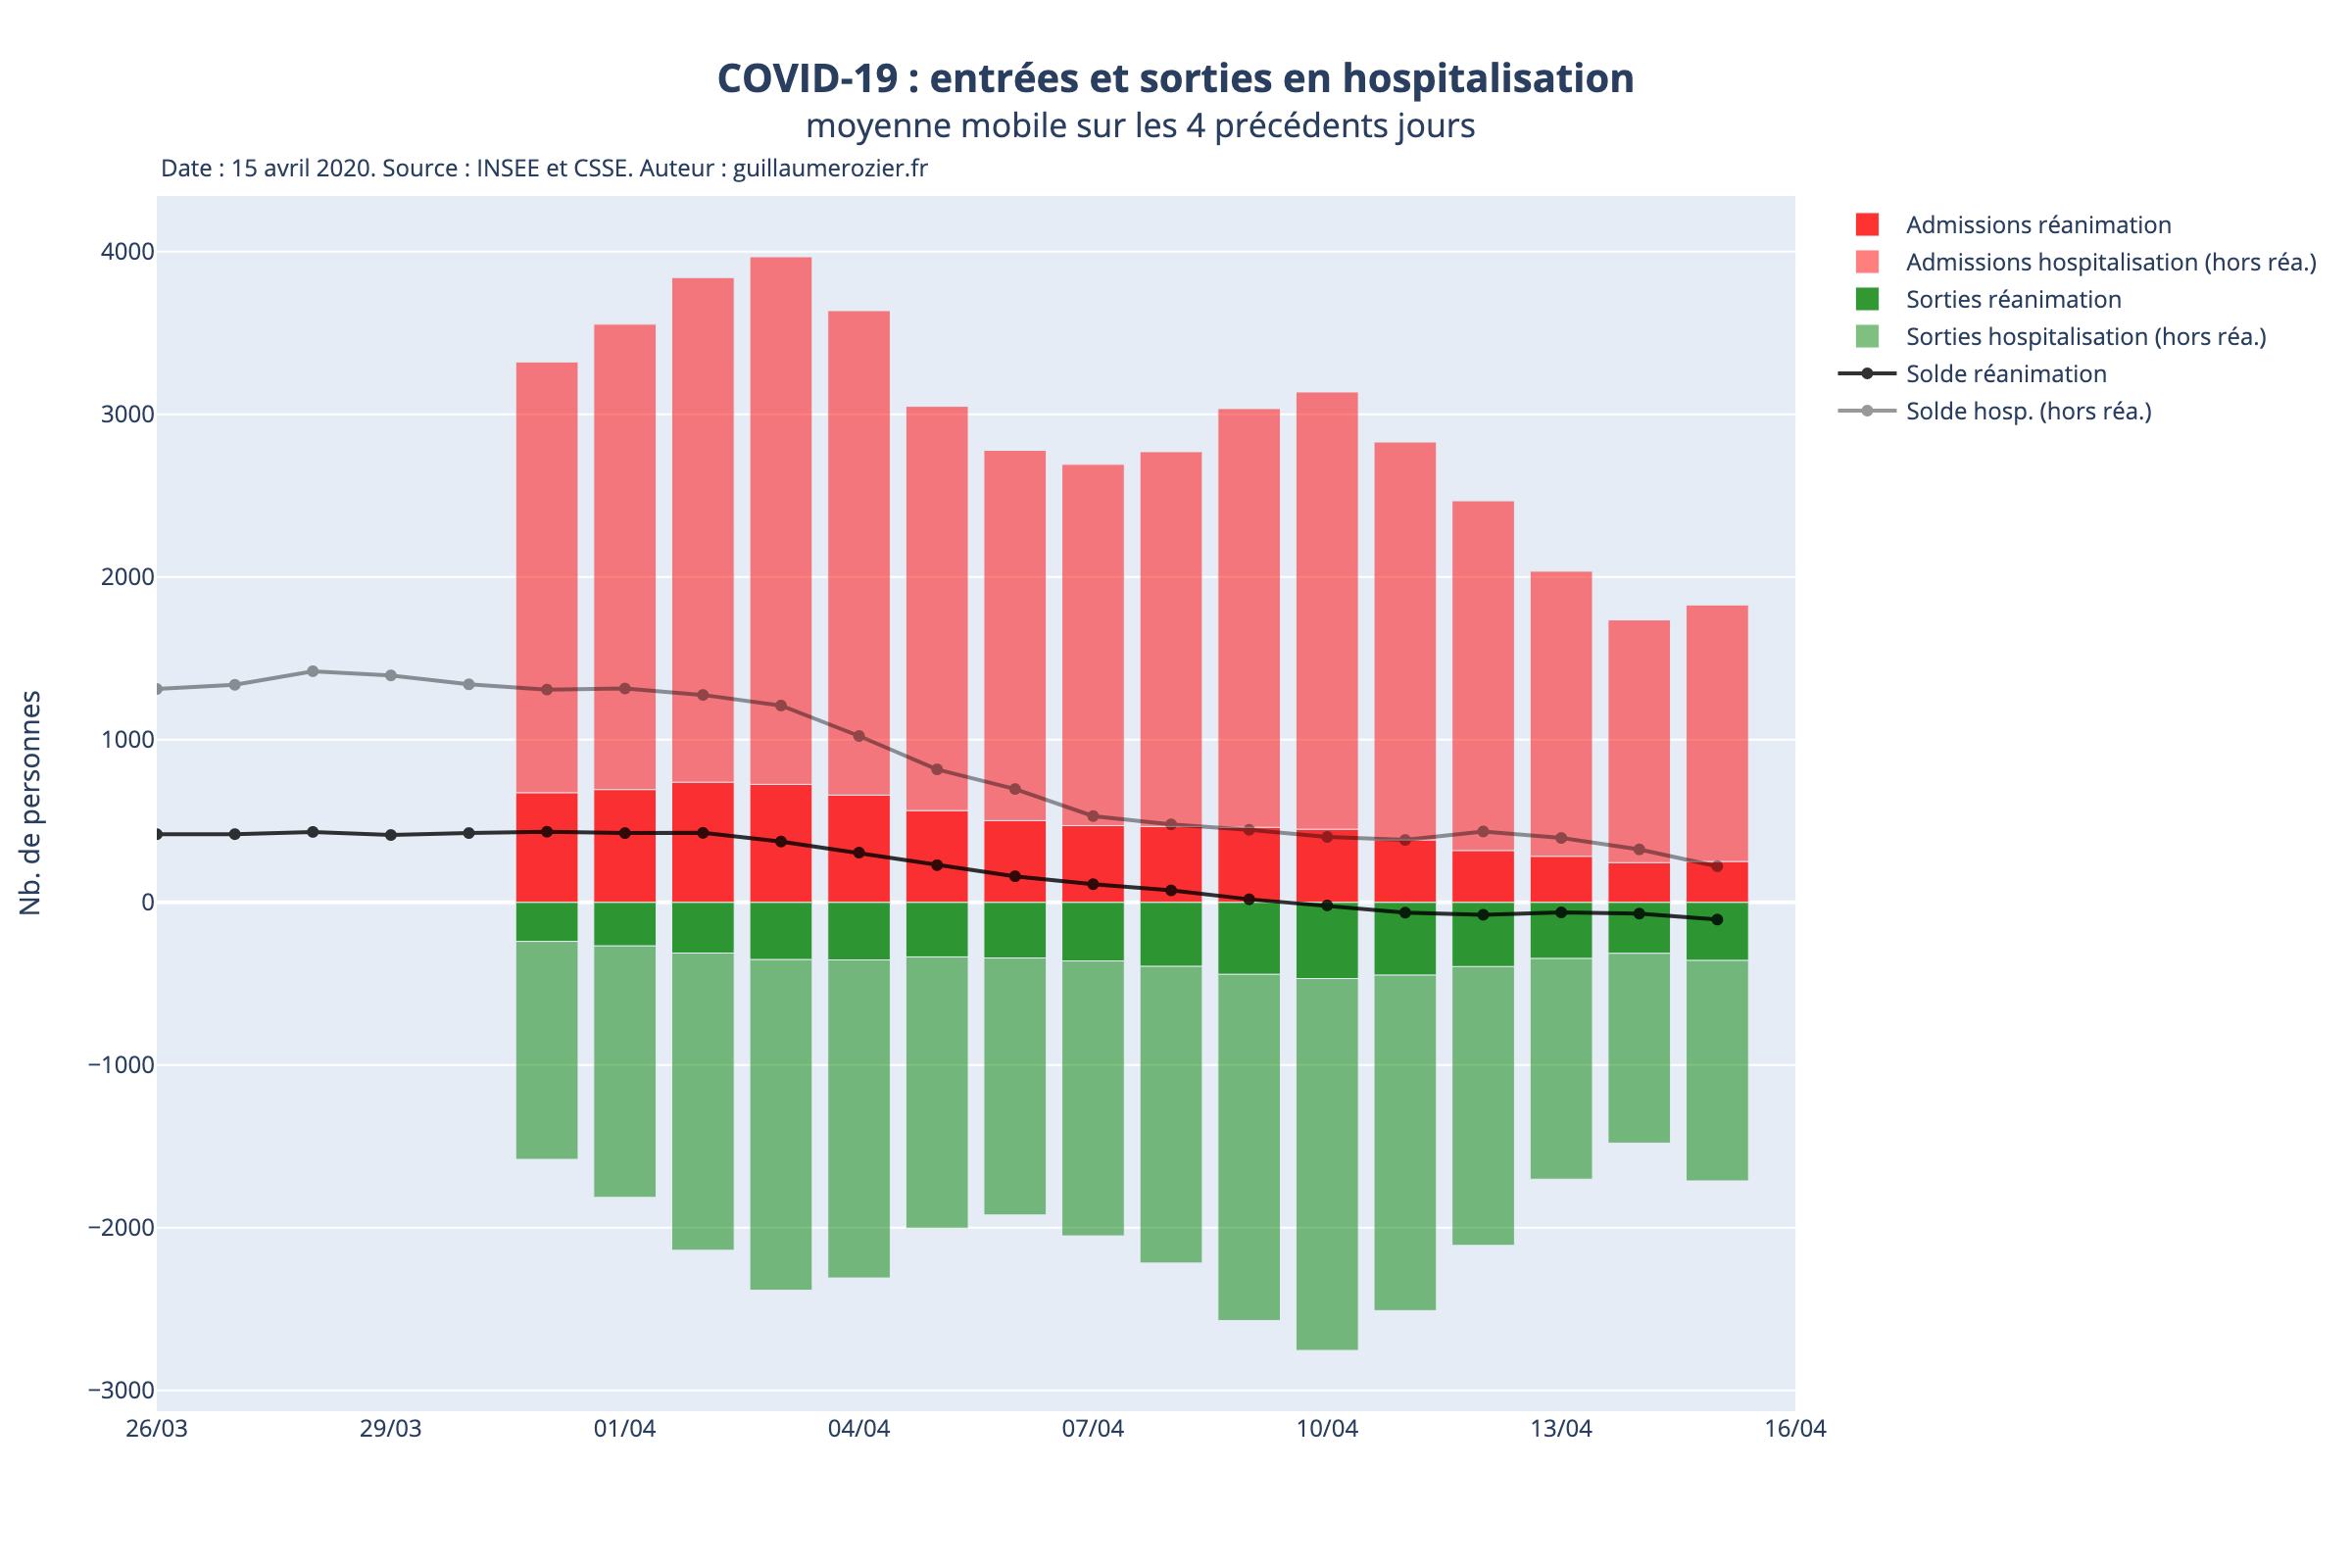 COVID-19 : entrées et sorties en hospitalisation
moyenne mobile sur les 4 précédents jours
Date : 15 avril 2020. Source : INSEE et CSSE. Auteur : guillaumerozier.fr
Admissions réanimation
Admissions hospitalisation (hors réa.)
Sorties réanimation
Sorties hospitalisation (hors réa.)
Solde réanimation
Solde hosp. (hors réa.)
Nb. de personnes
4000
3000
2000
1000
0
−1000
−2000
−3000
26/03
29/03
01/04
04/04
07/04
10/04
13/04
16/04